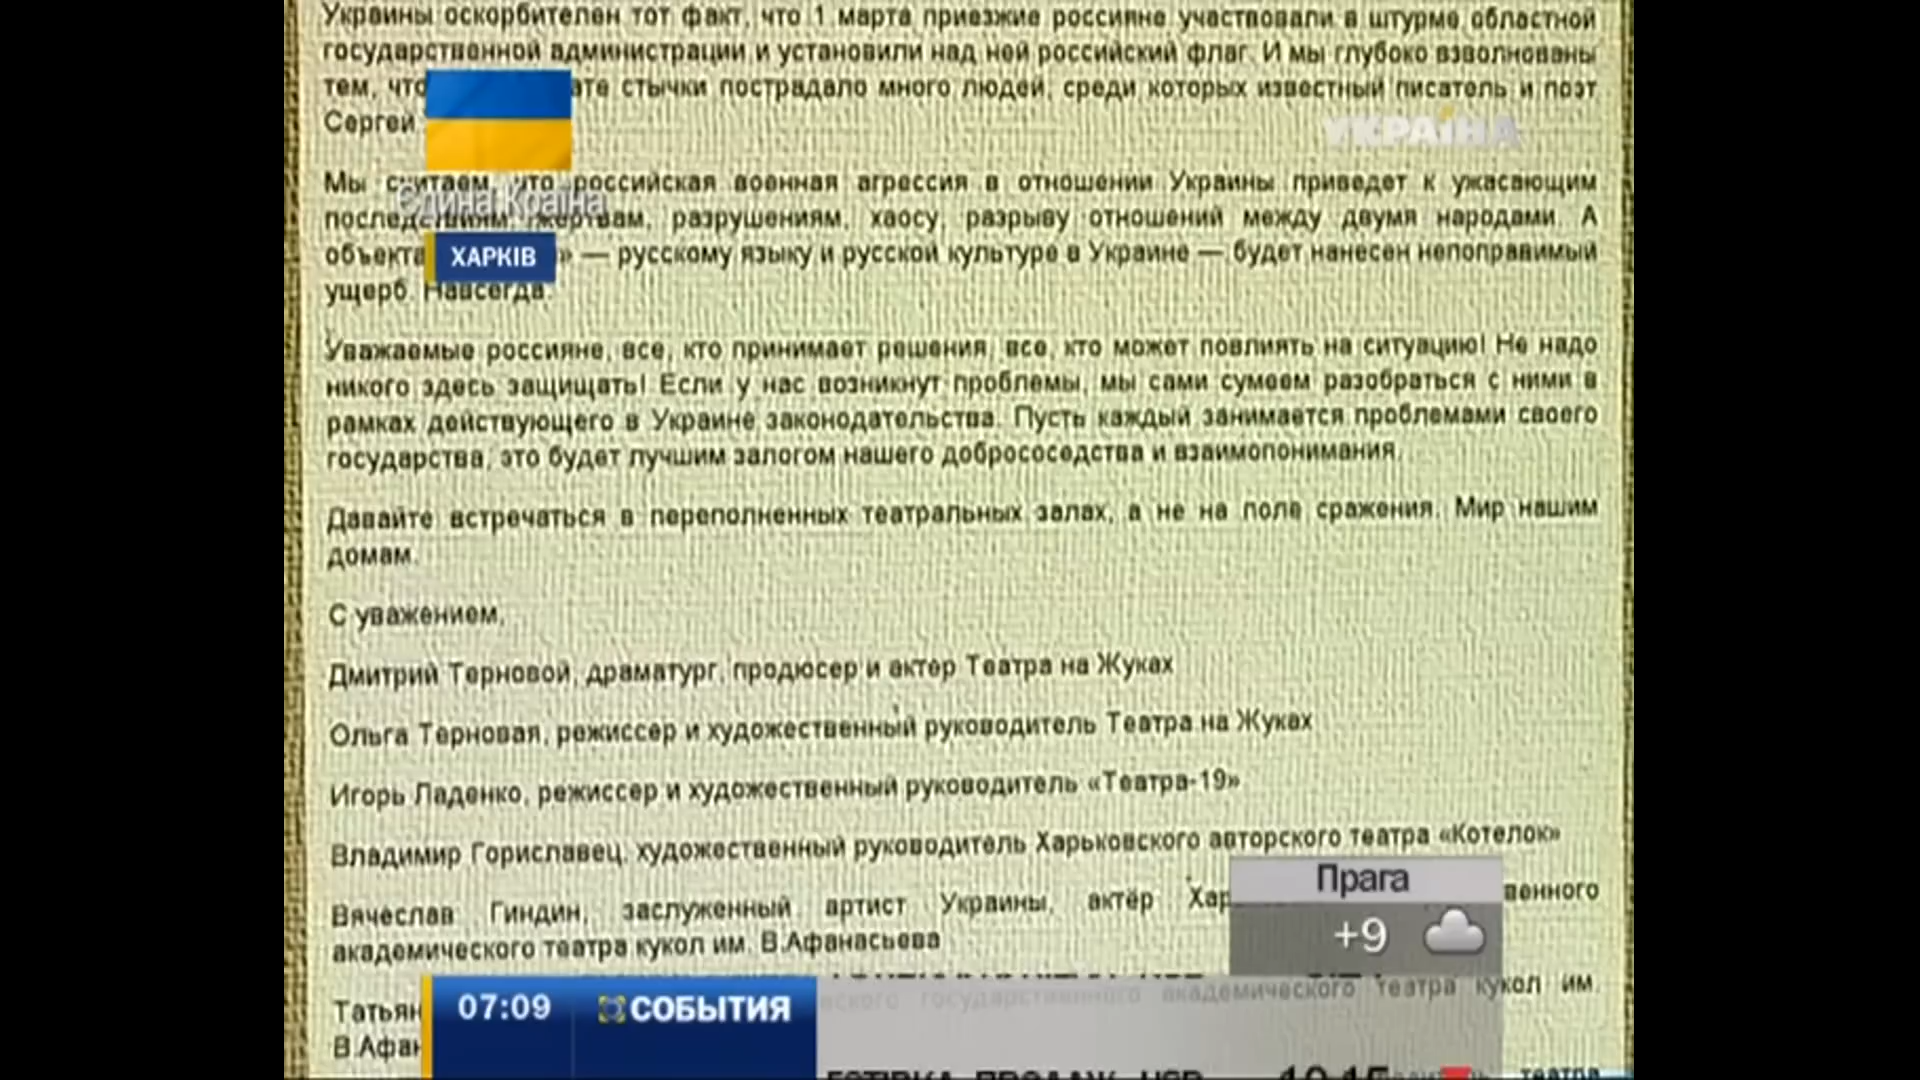 Украины оскорбителен тот факт, что 1 марта приезжие россияне участвовали в штурме областной
государственной администрации и установили над ней российский флаг. И мы глубоко взволнованы
тем, что стычки пострадало много людей, среди которых известный писатель и поэт
Сергей
УКРАЇНА
Мы считаем, что российская военная агрессия в отношении Украины приведет к ужасающим
Єдина Країна
последствиям жертвам, разрушениям, хаосу, разрыву отношений между двумя народами. А
ХАРКІВ
» — русскому языку и русской культуре в Украине — будет нанесен непоправимый
ущерб. Навсегда.
Уважаемые россияне, все, кто принимает решения, все, кто может повлиять на ситуацию! Не надо
никого здесь защищать! Если у нас возникнут проблемы, мы сами сумеем разобраться с ними в
рамках действующего в Украине законодательства. Пусть каждый занимается проблемами своего
государства, это будет лучшим залогом нашего добрососедства и взаимопонимания.
Давайте встречаться в переполненных театральных залах, а не на поле сражения. Мир нашим
домам.
С уважением,
Дмитрий Терновой, драматург, продюсер и актер Театра на Жуках
Ольга Терновая, режиссер и художественный руководитель Театра на Жуках
Игорь Ладенко, режиссер и художественный руководитель «Театра-19»
Владимир Гориславец, художественный руководитель Харьковского авторского театра «Котелок»
Прага
+9
Вячеслав Гиндин, заслуженный артист Украины, актёр
академического театра кукол им. В.Афанасьева
государственного академического театра кукол им.
07:09 СОБЫТИЯ
театра